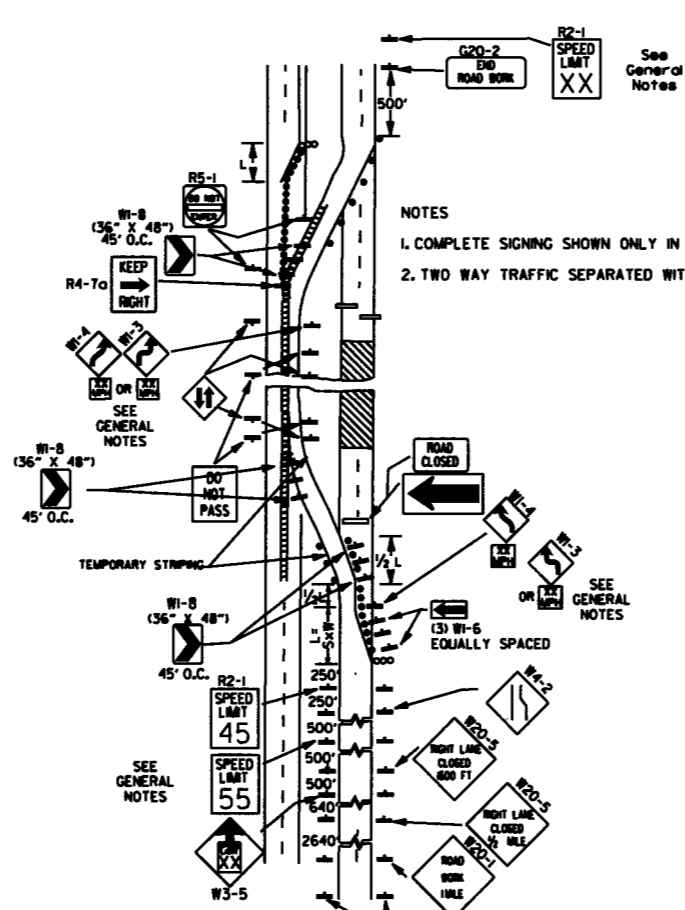 R2-1
SPEED
LIMIT
XX
See
General
Notes
G20-2
END
ROAD WORK
500'
L
R5-1
DO NOT
ENTER
W1-8
(36" X 48")
45' O.C.
NOTES
1. COMPLETE SIGNING SHOWN ONLY IN
2. TWO WAY TRAFFIC SEPARATED WIT
R4-7a
KEEP
RIGHT
W1-4
W1-3
XX
MPH
OR
XX
MPH
SEE
GENERAL
NOTES
W1-8
(36" X 48")
45' O.C.
DO
NOT
PASS
ROAD
CLOSED
TEMPORARY STRIPING
1/2 L
W1-4
XX
MPH
W1-3
OR
XX
MPH
SEE
GENERAL
NOTES
W1-8
(36" X 48")
45' O.C.
1/2L
L=
SxW
(3) W1-6
EQUALLY SPACED
250'
R2-1
SPEED
LIMIT
45
250'
W4-2
500'
SEE
GENERAL
NOTES
SPEED
LIMIT
55
500'
W20-5
RIGHT LANE
CLOSED
1500 FT
500'
640'
W20-5
RIGHT LANE
CLOSED
1/2 MILE
XX
W3-5
2640'
W20-1
ROAD
WORK
1 MILE